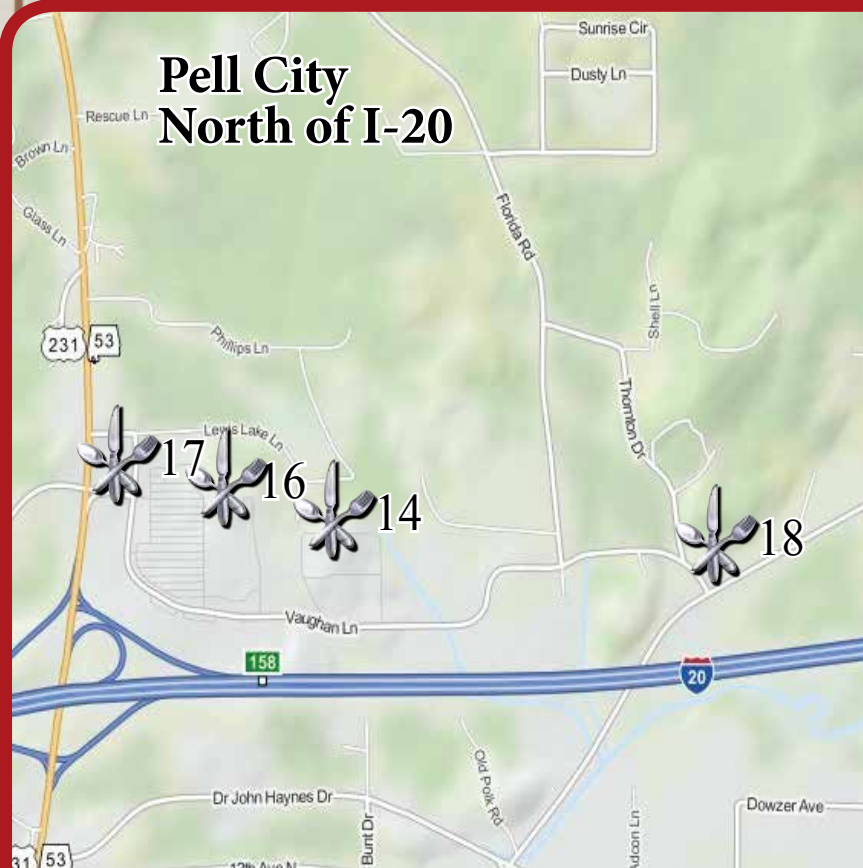 Pell City
North of I-20
Sunrise Cir
Dusty Ln
Rescue Ln
Brown Ln
Glass Ln
Florida Rd
Shell Ln
231
53
Phillips Ln
Thornton Dr
Lewis Lake Ln
17
16
14
18
Vaughan Ln
158
20
Old Polk Rd
Dr John Haynes Dr
Bunt Dr
Dowzer Ave
53
12th Ave N